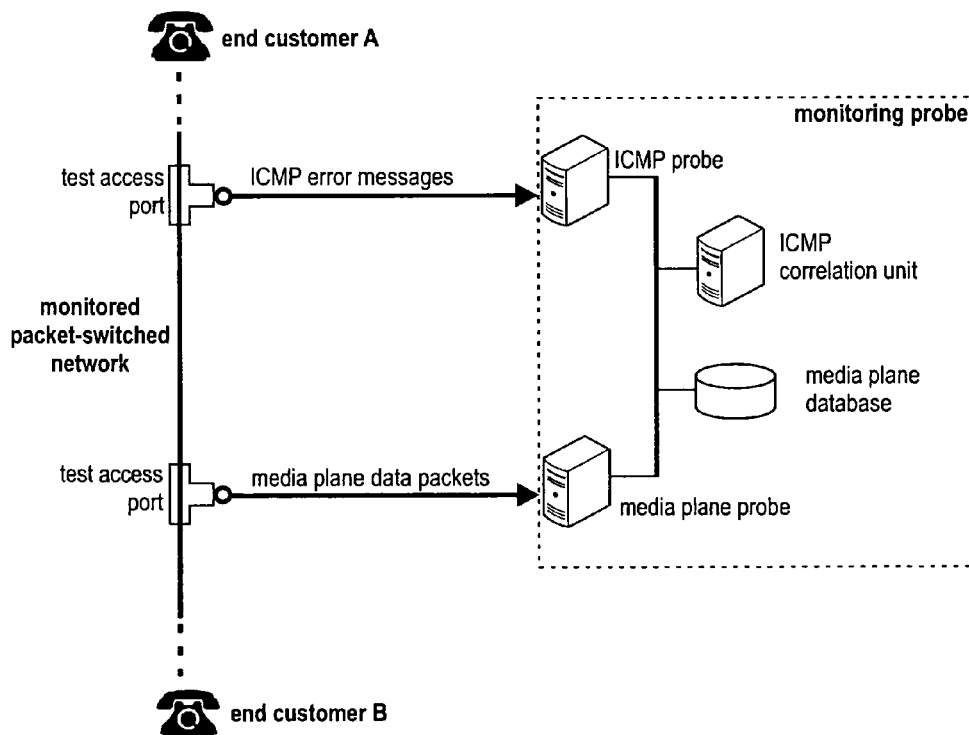 end customer A
monitoring probe
ICMP probe
test access
port
ICMP error messages
ICMP
correlation unit
monitored
packet-switched
network
media plane
database
test access
port
media plane data packets
media plane probe
end customer B